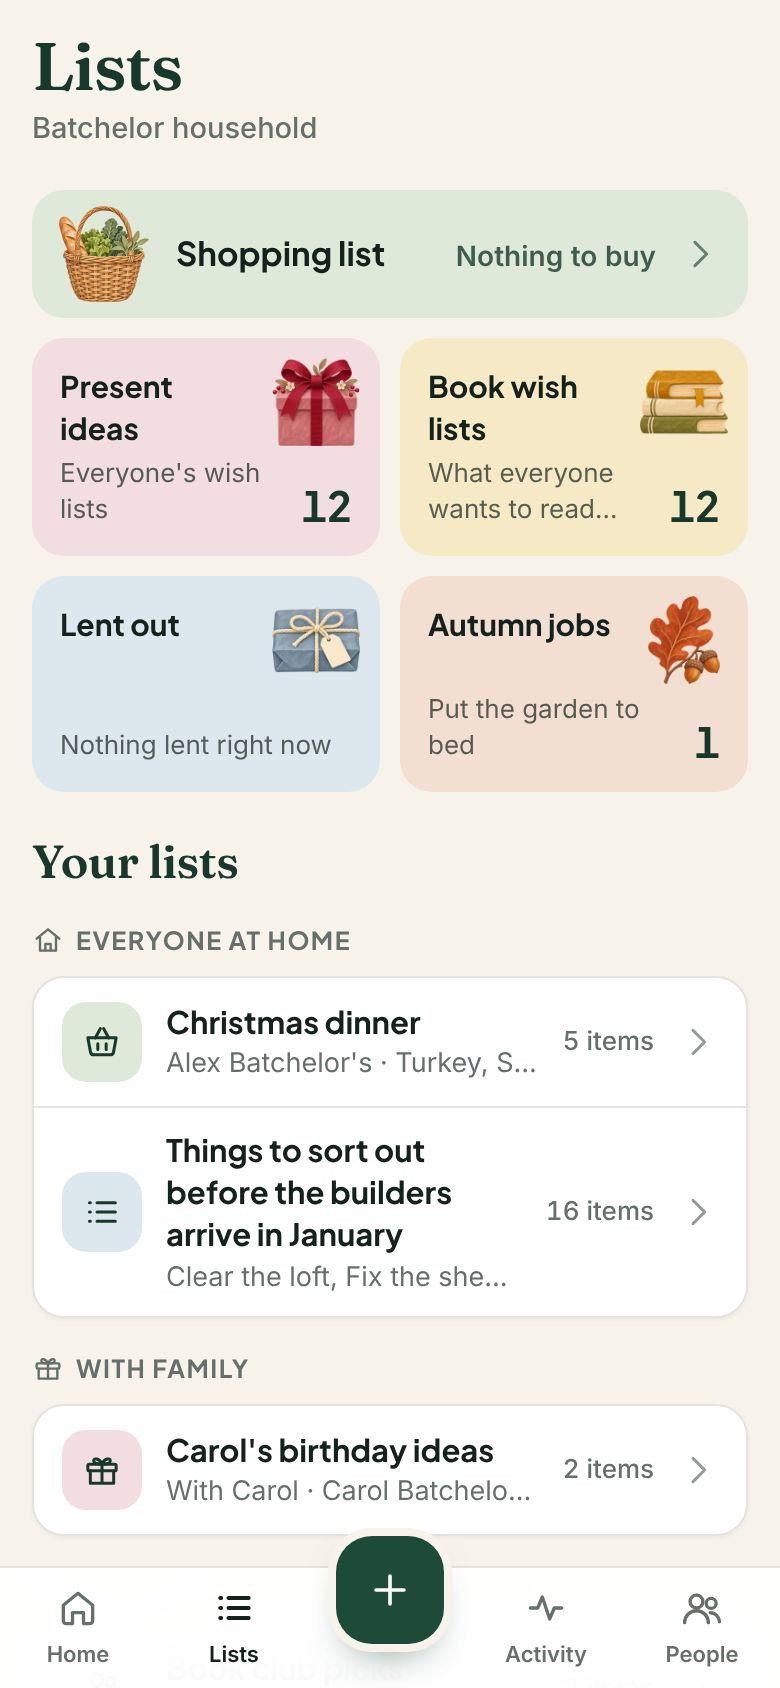 Lists
Batchelor household
Shopping list
Nothing to buy
Present
ideas
Everyone's wish
lists
12
Book wish
lists
What everyone
wants to read...
12
Lent out
Nothing lent right now
Autumn jobs
Put the garden to
bed
1
Your lists
EVERYONE AT HOME
Christmas dinner
Alex Batchelor's · Turkey, S...
5 items
Things to sort out
before the builders
arrive in January
Clear the loft, Fix the she...
16 items
WITH FAMILY
Carol's birthday ideas
With Carol · Carol Batchelo...
2 items
Book club picks
Home
Lists
Activity
People